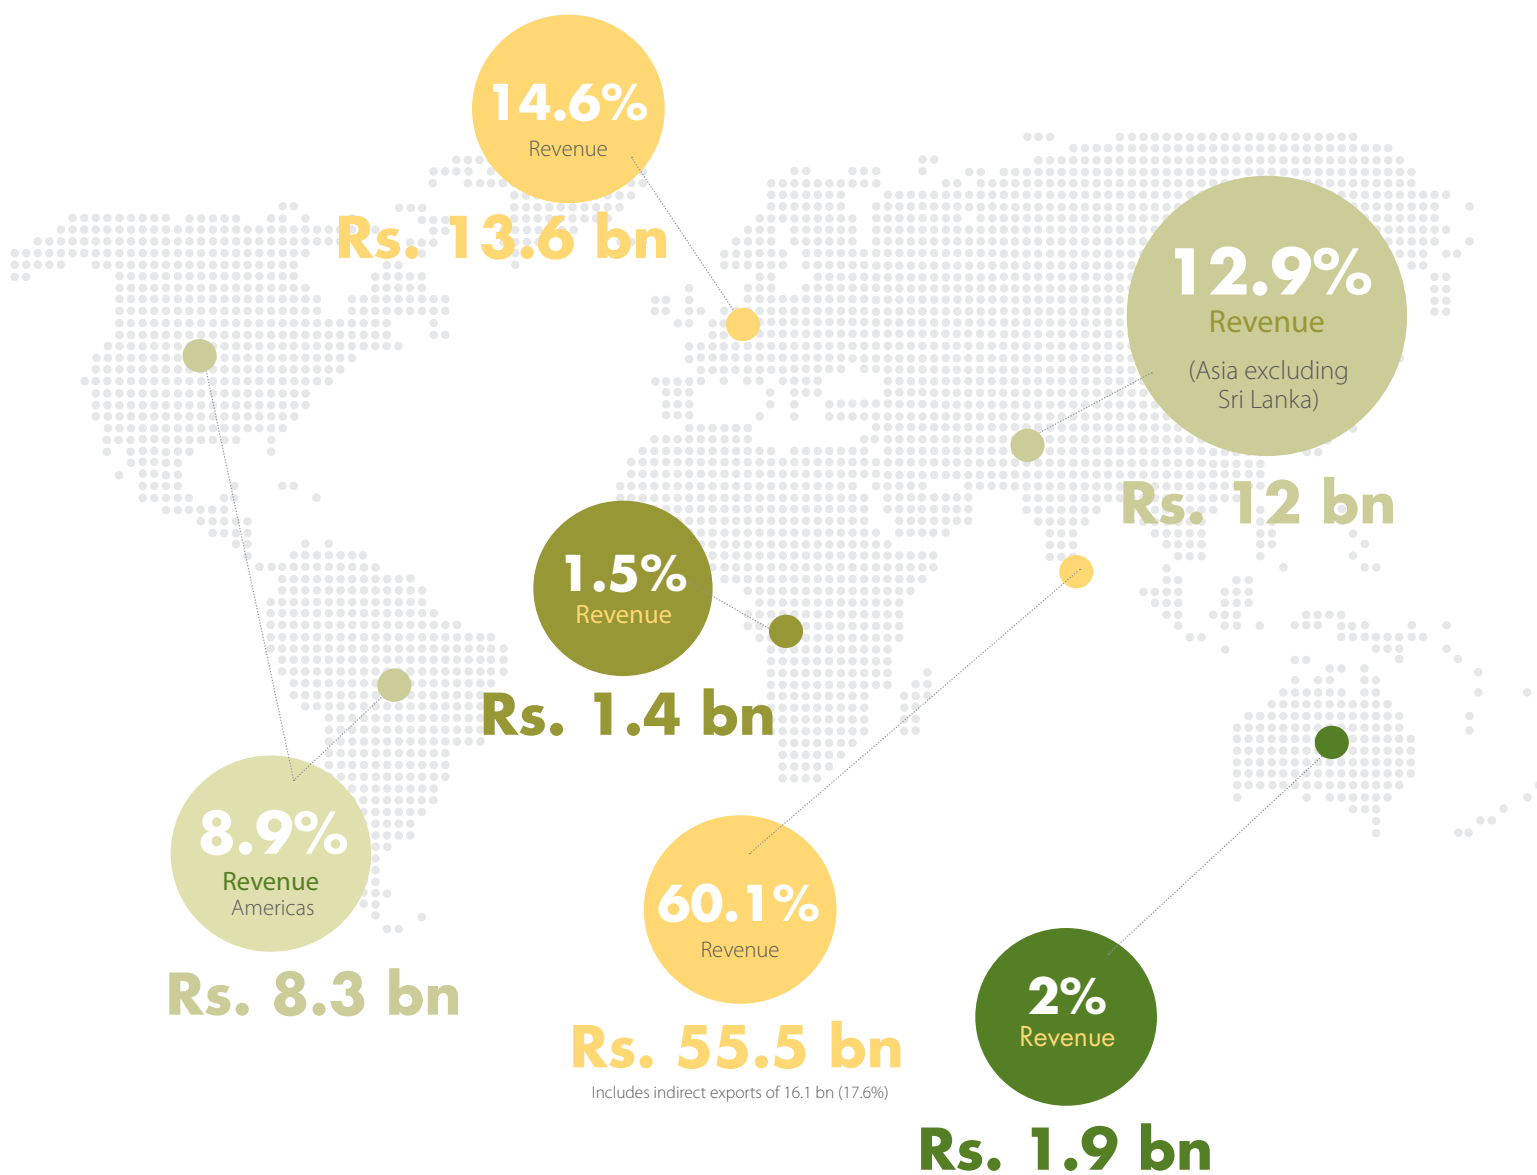 14.6%
Revenue
Rs. 13.6 bn
12.9%
Revenue
(Asia excluding
Sri Lanka)
Rs. 12 bn
1.5%
Revenue
Rs. 1.4 bn
8.9%
Revenue
Americas
Rs. 8.3 bn
60.1%
Revenue
Rs. 55.5 bn
Includes indirect exports of 16.1 bn (17.6%)
2%
Revenue
Rs. 1.9 bn